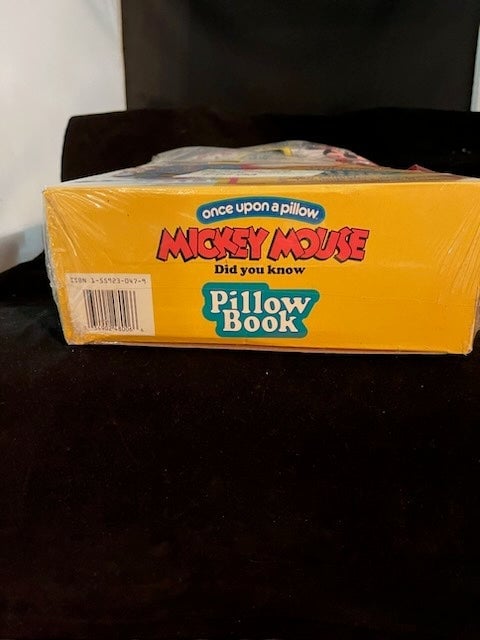 once upon a pillow
MICKEY MOUSE
Did you know
Pillow
Book
ISBN 1-55923-047-9